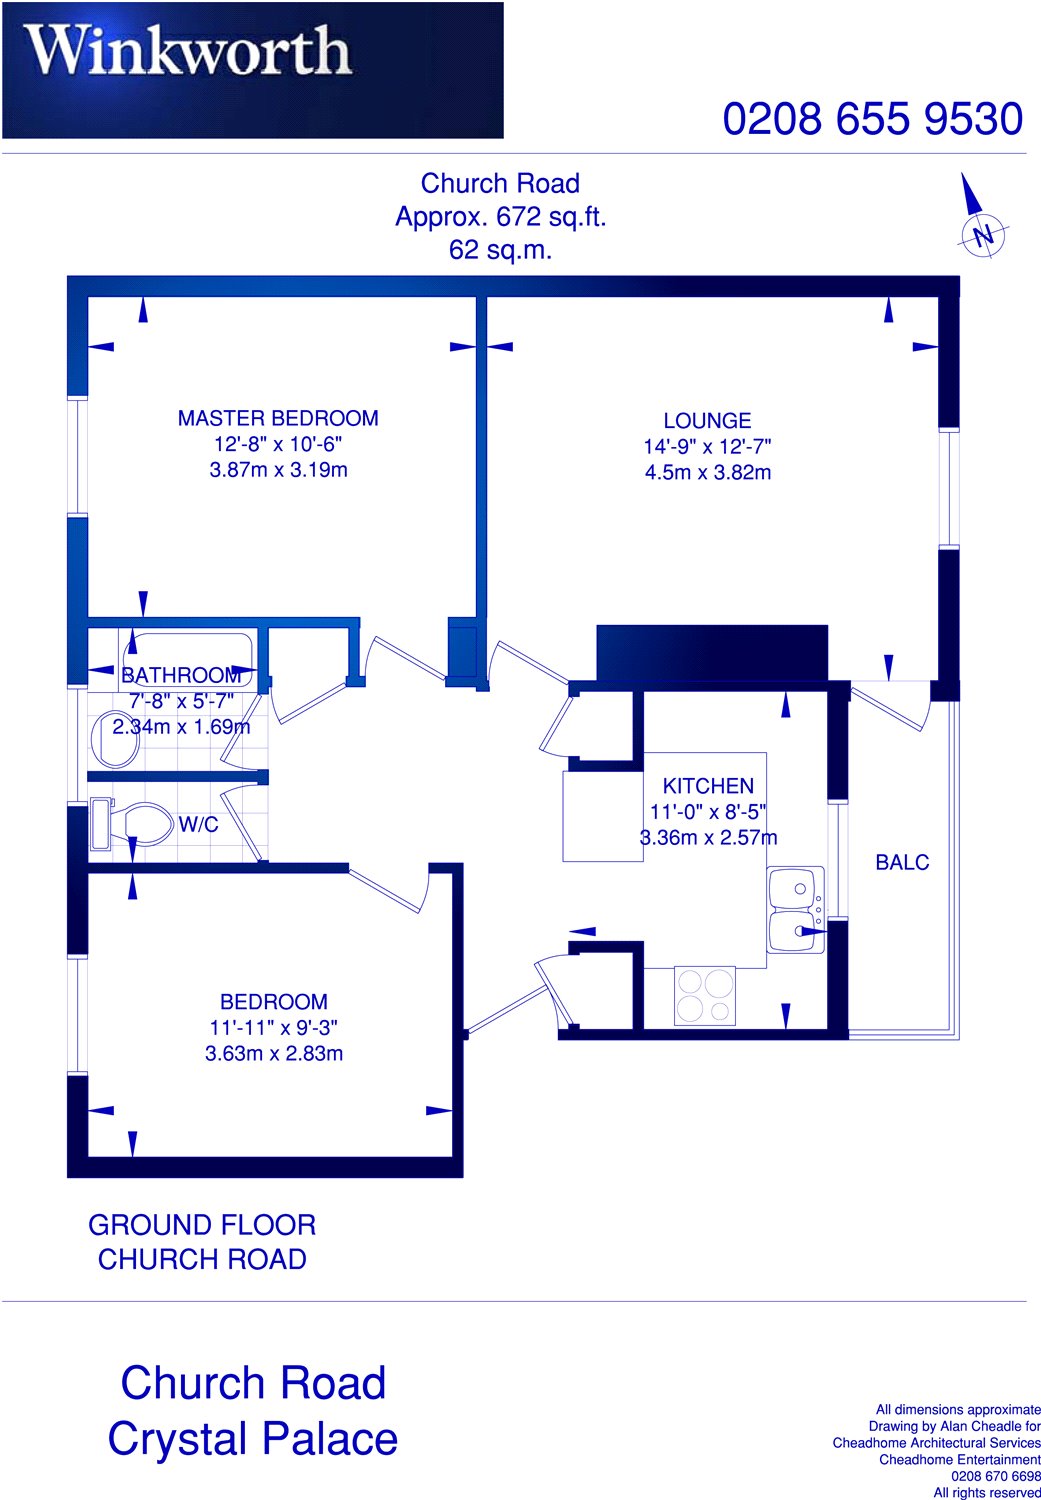 Winkworth
0208 655 9530
Church Road
Approx. 672 sq.ft.
62 sq.m.
N
MASTER BEDROOM
12'-8" x 10'-6"
3.87m x 3.19m
LOUNGE
14'-9" x 12'-7"
4.5m x 3.82m
BATHROOM
7'-8" x 5'-7"
2.34m x 1.69m
W/C
KITCHEN
11'-0" x 8'-5"
3.36m x 2.57m
BALC
BEDROOM
11'-11" x 9'-3"
3.63m x 2.83m
GROUND FLOOR
CHURCH ROAD
Church Road
Crystal Palace
All dimensions approximate
Drawing by Alan Cheadle for
Cheadhome Architectural Services
Cheadhome Entertainment
0208 670 6698
All rights reserved